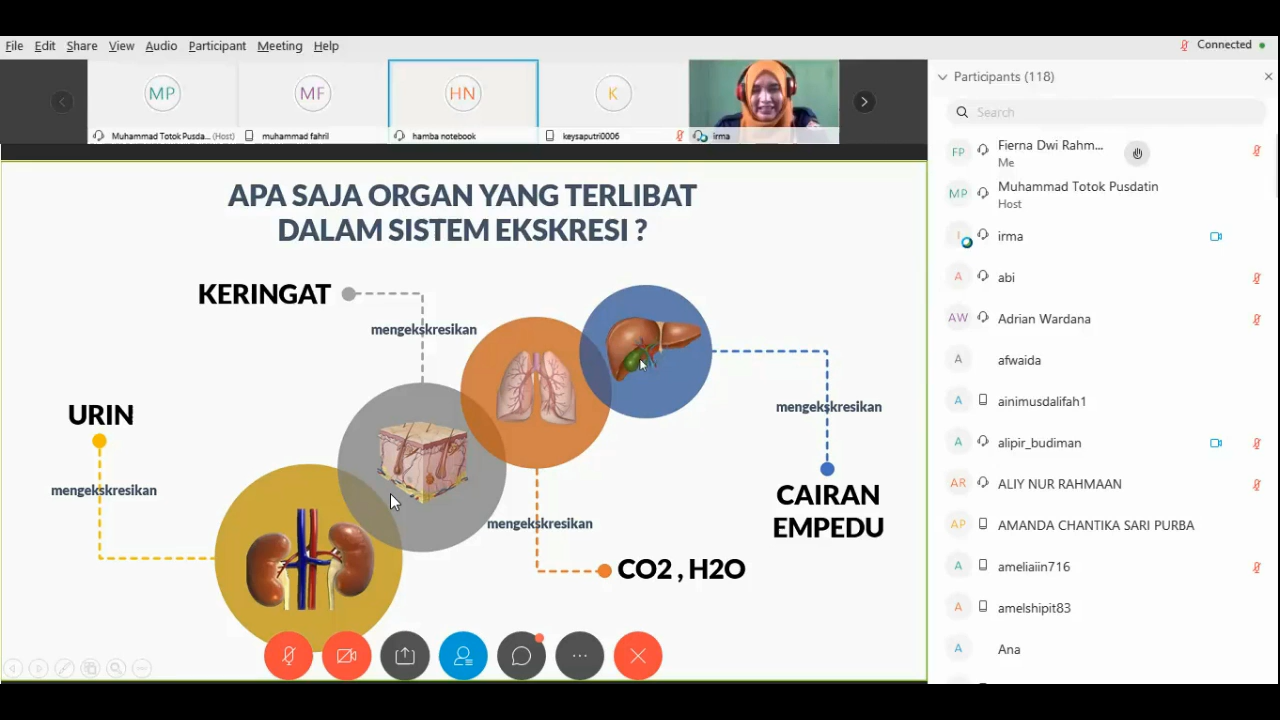 File Edit Share View Audio Participant Meeting Help
Connected
MP
MF
HN
K
Muhammad Totok Pusda... (Host)
muhammad fahril
hamba notebook
keysaputri0006
irma
APA SAJA ORGAN YANG TERLIBAT
DALAM SISTEM EKSKRESI ?
KERINGAT
mengekskresikan
URIN
mengekskresikan
mengekskresikan
CAIRAN
EMPEDU
mengekskresikan
CO2 , H2O
Participants (118)
Search
FP Fierna Dwi Rahm...
Me
MP Muhammad Totok Pusdatin
Host
I irma
A abi
AW Adrian Wardana
A afwaida
A ainimusdalifah1
A alipir_budiman
AR ALIY NUR RAHMAAN
AP AMANDA CHANTIKA SARI PURBA
A ameliaiin716
A amelshipit83
A Ana